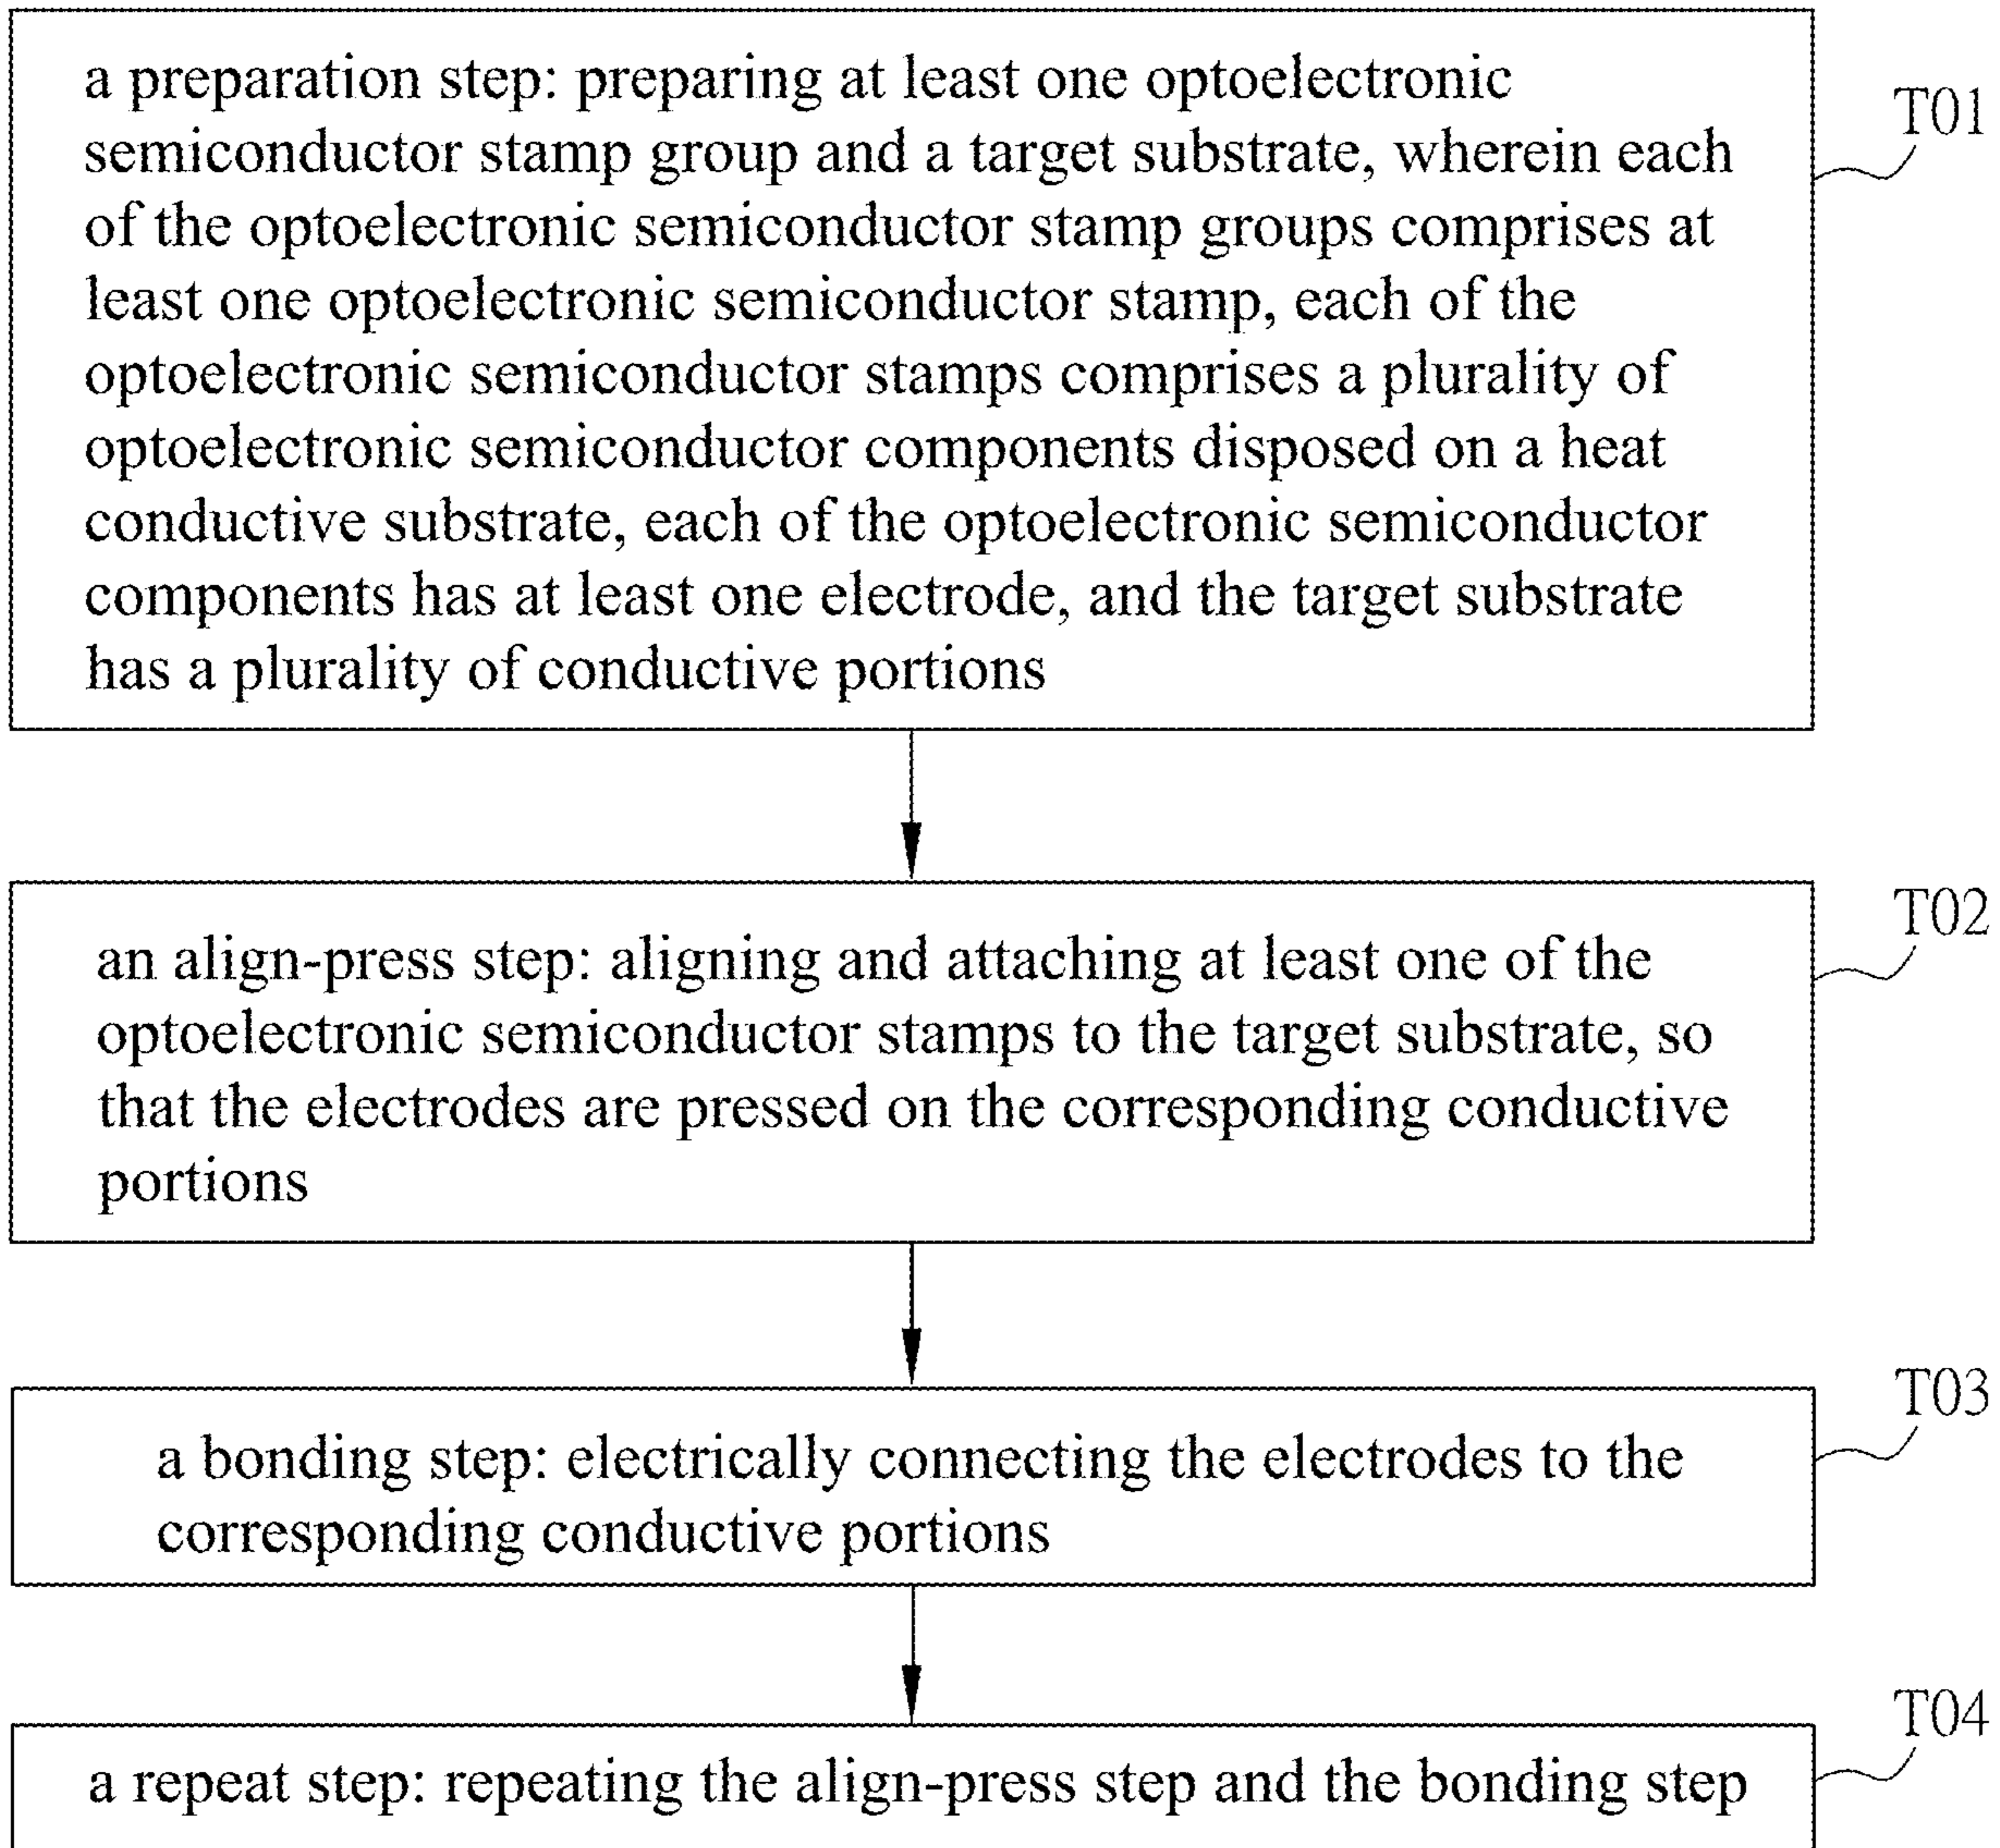 a preparation step: preparing at least one optoelectronic
semiconductor stamp group and a target substrate, wherein each
of the optoelectronic semiconductor stamp groups comprises at
least one optoelectronic semiconductor stamp, each of the
optoelectronic semiconductor stamps comprises a plurality of
optoelectronic semiconductor components disposed on a heat
conductive substrate, each of the optoelectronic semiconductor
components has at least one electrode, and the target substrate
has a plurality of conductive portions
T01
an align-press step: aligning and attaching at least one of the
optoelectronic semiconductor stamps to the target substrate, so
that the electrodes are pressed on the corresponding conductive
portions
T02
a bonding step: electrically connecting the electrodes to the
corresponding conductive portions
T03
a repeat step: repeating the align-press step and the bonding step
T04